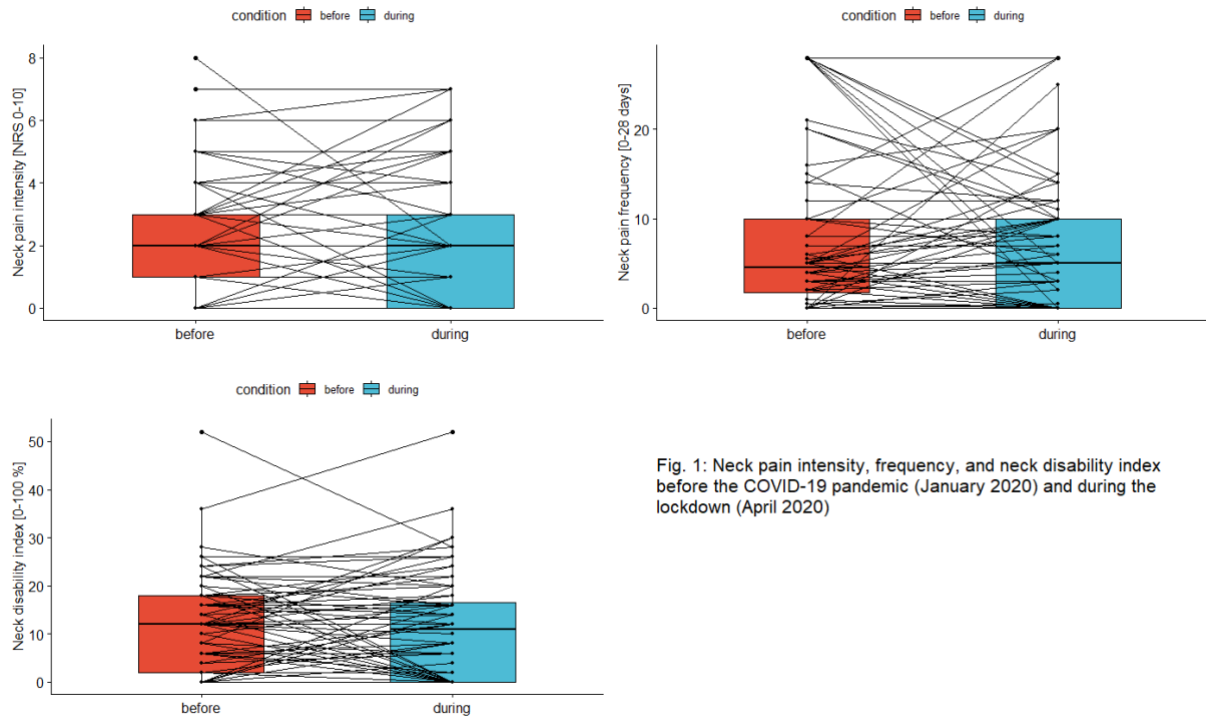 condition before during
Neck pain intensity [NRS 0-10]
8
6
4
2
0
before during
condition before during
Neck pain frequency [0-28 days]
20
10
0
before during
condition before during
Neck disability index [0-100 %]
50
40
30
20
10
0
before during
Fig. 1: Neck pain intensity, frequency, and neck disability index
before the COVID-19 pandemic (January 2020) and during the
lockdown (April 2020)